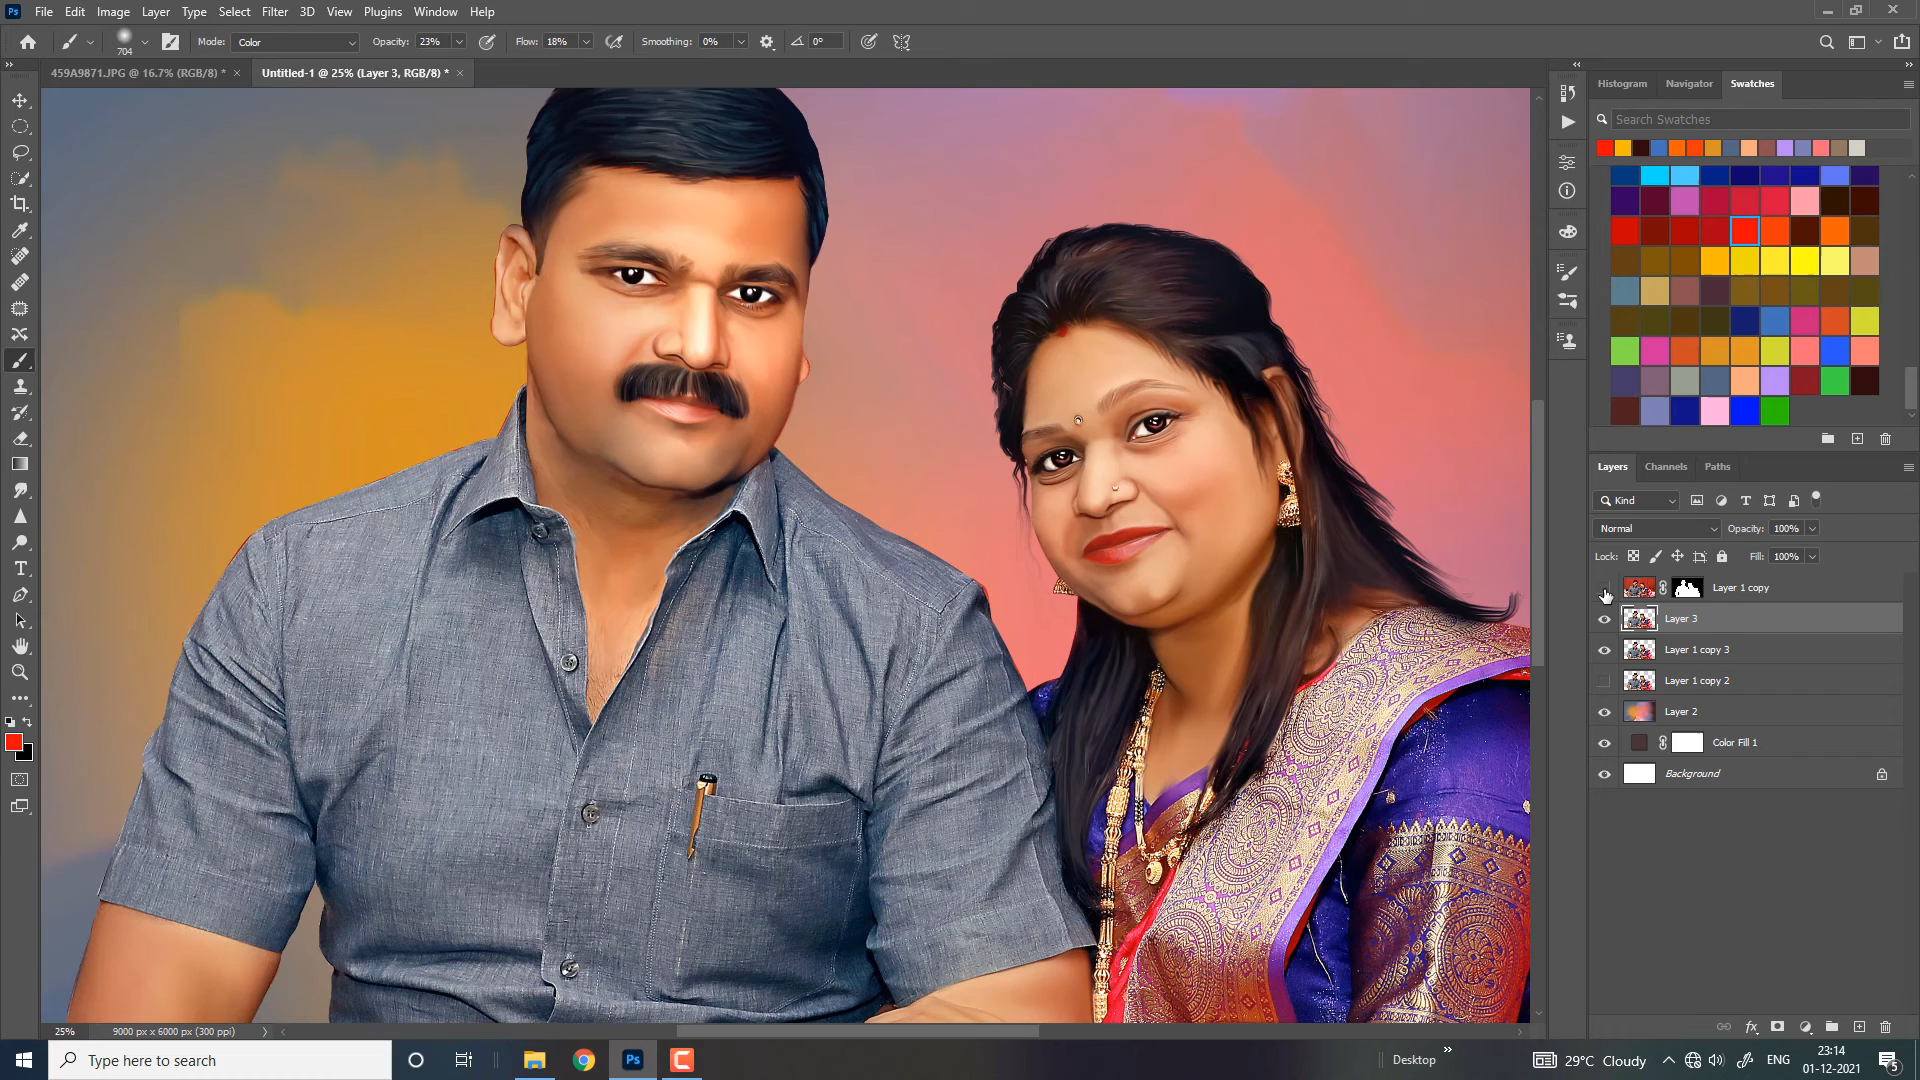 Ps File Edit Image Layer Type Select Filter 3D View Plugins Window Help
704 Mode: Color Opacity: 23% Flow: 18% Smoothing: 0% 0°
459A9871.JPG @ 16.7% (RGB/8) * × Untitled-1 @ 25% (Layer 3, RGB/8) * ×
Histogram Navigator Swatches
Search Swatches
Layers Channels Paths
Kind
Normal Opacity: 100%
Lock: Fill: 100%
Layer 1 copy
Layer 3
Layer 1 copy 3
Layer 1 copy 2
Layer 2
Color Fill 1
Background
fx
25% 9000 px x 6000 px (300 ppi)
Type here to search
Ps
Desktop
29°C Cloudy
ENG
23:14
01-12-2021
5